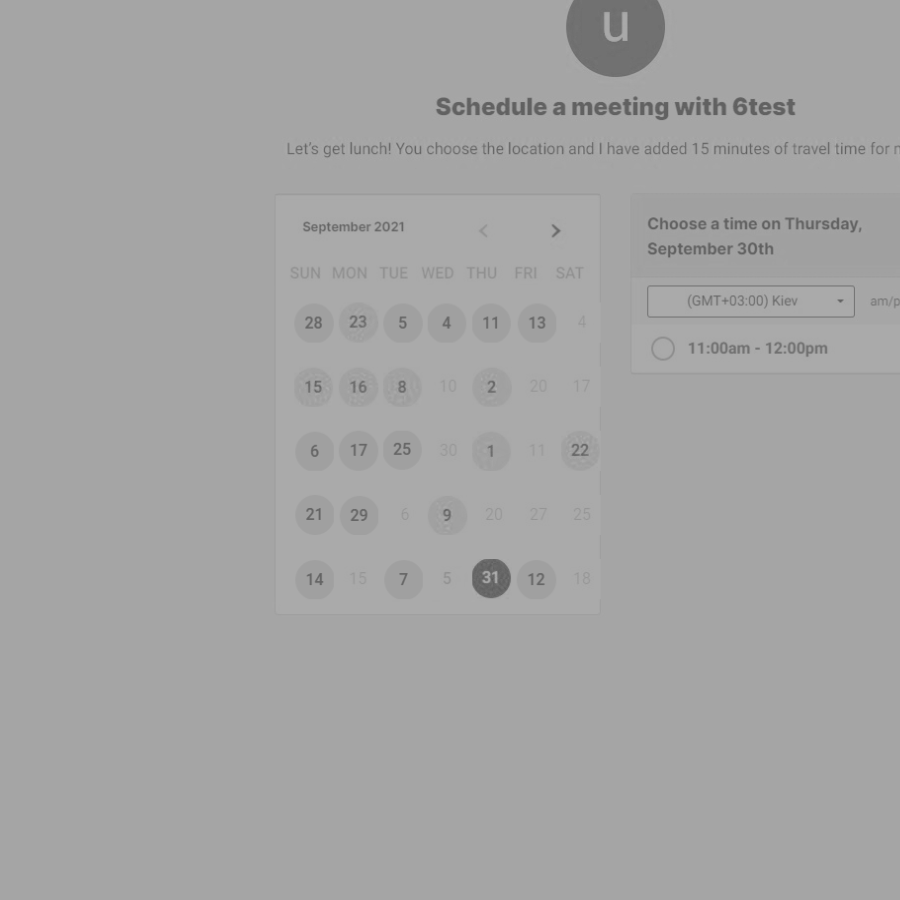 u
Schedule a meeting with 6test
Let's get lunch! You choose the location and I have added 15 minutes of travel time for
September 2021
SUN MON TUE WED THU FRI SAT
28 23 5 4 11 13 4
15 16 8 10 2 20 17
6 17 25 30 1 11 22
21 29 6 9 20 27 25
14 15 7 5 31 12 18
Choose a time on Thursday,
September 30th
(GMT+03:00) Kiev am/p
11:00am - 12:00pm